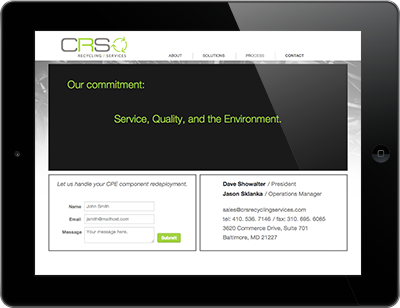 CRS
RECYCLING / SERVICES
ABOUT SOLUTIONS PROCESS CONTACT
Our commitment:
Service, Quality, and the Environment.
Let us handle your CPE component redeployment.
Name John Smith
Email jsmith@method.com
Message Your message here.
Submit
Dave Showalter / President
Jason Sklanka / Operations Manager
sales@crsrecyclingservices.com
tel: 410. 536. 7146 / fax: 310. 695. 6085
3620 Commerce Drive, Suite 701
Baltimore, MD 21227